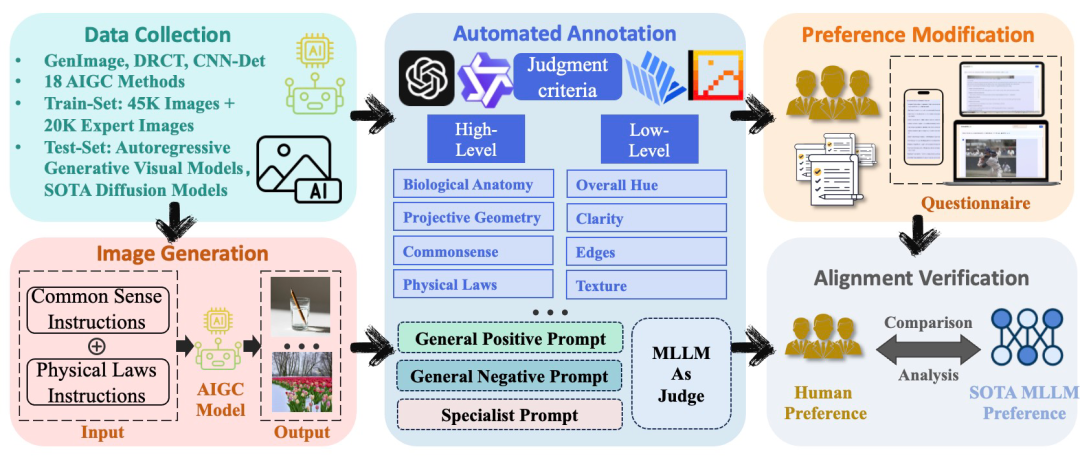 Data Collection
• GenImage, DRCT, CNN-Det
• 18 AIGC Methods
• Train-Set: 45K Images +
20K Expert Images
• Test-Set: Autoregressive
Generative Visual Models,
SOTA Diffusion Models
AI
AI
Image Generation
Common Sense
Instructions
Physical Laws
Instructions
Input
AIGC
Model
Output
Automated Annotation
Judgment
criteria
High-
Level
Low-
Level
Biological Anatomy
Overall Hue
Projective Geometry
Clarity
Commonsense
Edges
Physical Laws
Texture
• • •
General Positive Prompt
General Negative Prompt
Specialist Prompt
MLLM
As
Judge
Preference Modification
Questionnaire
Alignment Verification
Comparison
Analysis
Human
Preference
SOTA MLLM
Preference